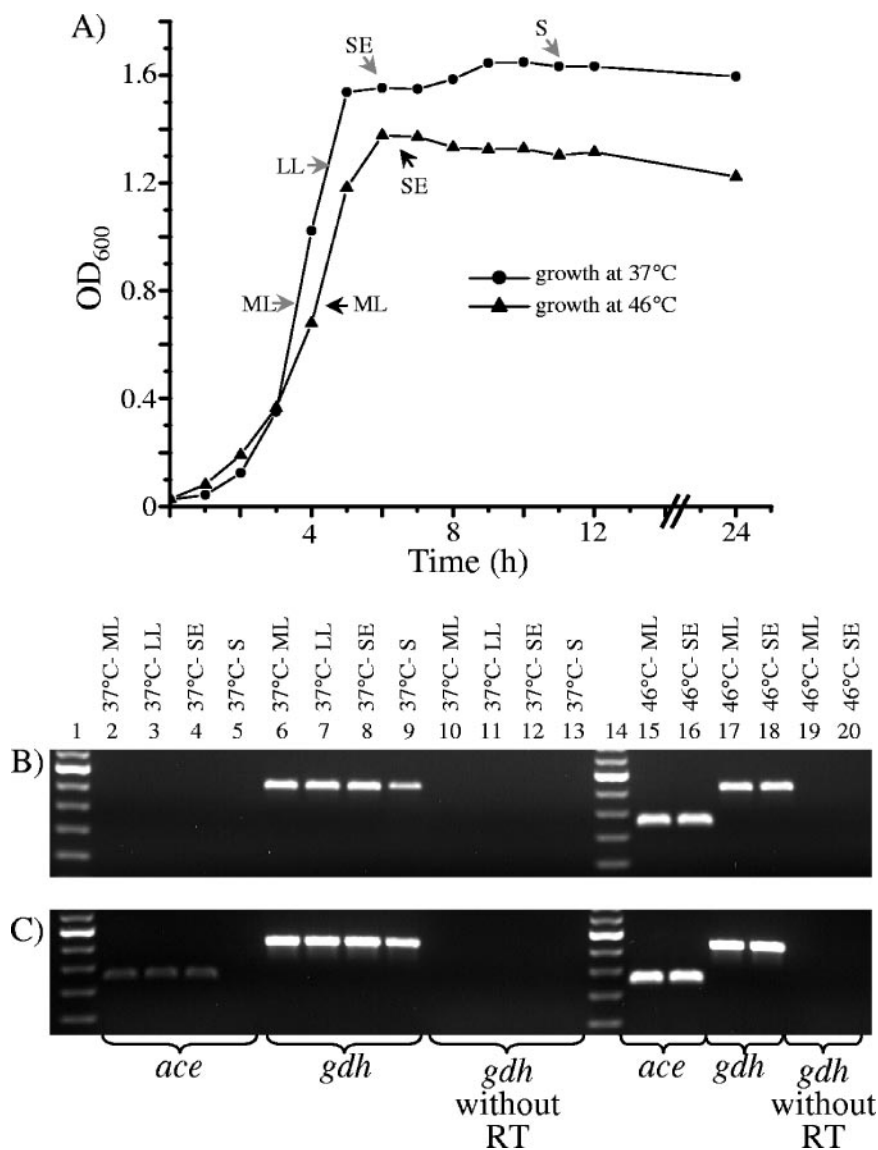 A)
SE
S
LL
SE
ML
ML
OD600
1.6
1.2
0.8
0.4
0
growth at 37°C
growth at 46°C
4
8
12
24
Time (h)
37°C- ML
37°C- LL
37°C- SE
37°C- S
37°C- ML
37°C- LL
37°C- SE
37°C- S
37°C- ML
37°C- LL
37°C- SE
37°C- S
46°C- ML
46°C- SE
46°C- ML
46°C- SE
46°C- ML
46°C- SE
1 2 3 4 5 6 7 8 9 10 11 12 13 14 15 16 17 18 19 20
B)
C)
ace
gdh
gdh
without
RT
ace
gdh
gdh
without
RT